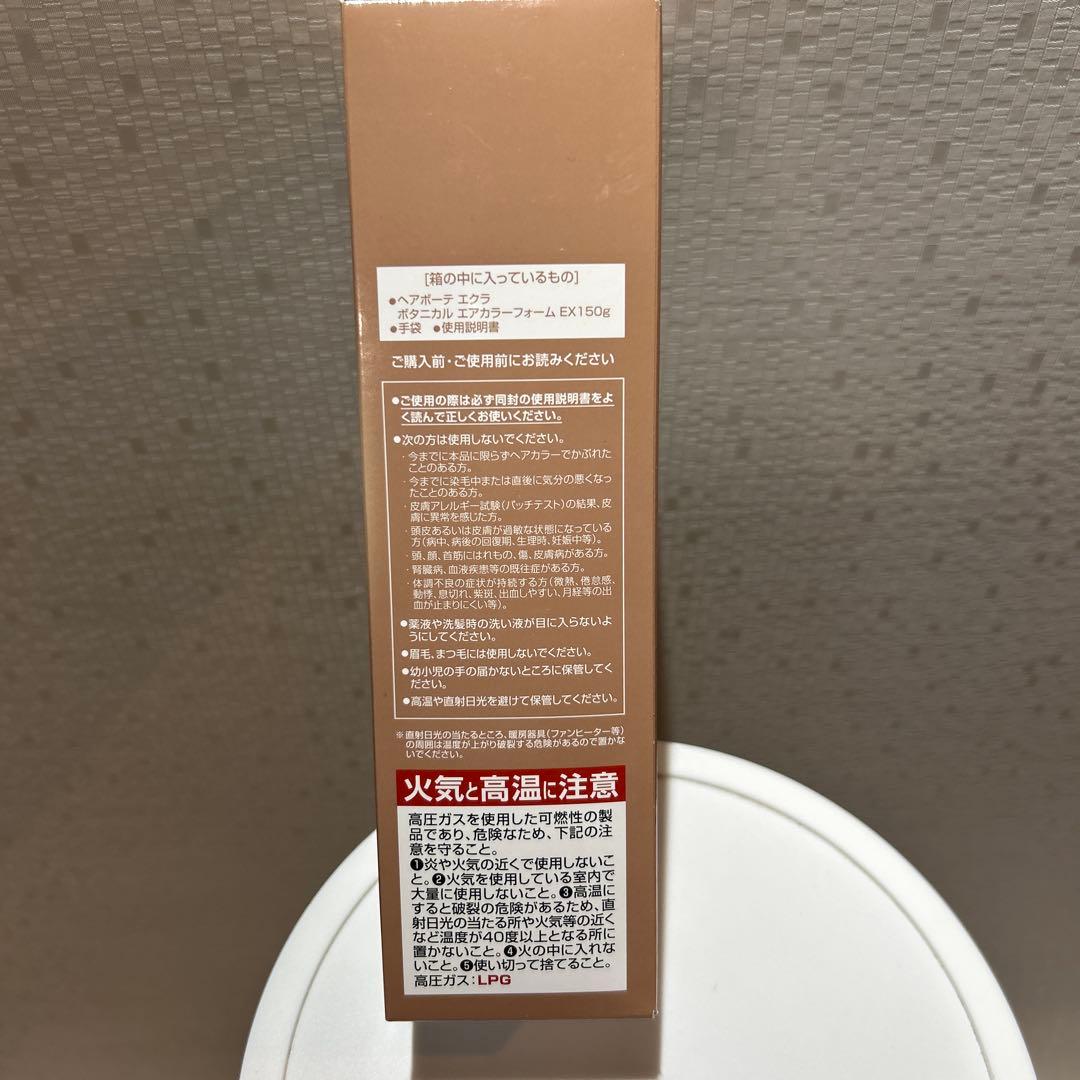 [箱の中に入っているもの]
●ヘアボーテ エクラ
ボタニカル エアカラーフォーム EX150g
●手袋 ●使用説明書
ご購入前・ご使用前にお読みください
●ご使用の際は必ず同封の使用説明書をよ
く読んで正しくお使いください。
●次の方は使用しないでください。
・今までに本品に限らずヘアカラーでかぶれた
ことのある方。
・今までに染毛中または直後に気分の悪くなっ
たことのある方。
・皮膚アレルギー試験(パッチテスト)の結果、皮
膚に異常を感じた方。
・頭皮あるいは皮膚が過敏な状態になっている
方(病中、病後の回復期、生理時、妊娠中等)。
・頭、顔、首筋にはれもの、傷、皮膚病がある方。
・腎臓病、血液疾患等の既往症がある方。
・体調不良の症状が持続する方(微熱、倦怠感、
動悸、息切れ、紫斑、出血しやすい、月経等の出
血が止まりにくい等)。
●薬液や洗髪時の洗い液が目に入らないよ
うにしてください。
●眉毛、まつ毛には使用しないでください。
●幼小児の手の届かないところに保管してく
ださい。
●高温や直射日光を避けて保管してください。
※直射日光の当たるところ、暖房器具(ファンヒーター等)
の周囲は温度が上がり破裂する危険があるので置かな
いでください。
火気と高温に注意
高圧ガスを使用した可燃性の製
品であり、危険なため、下記の注
意を守ること。
❶炎や火気の近くで使用しないこ
と。❷火気を使用している室内で
大量に使用しないこと。❸高温に
すると破裂の危険があるため、直
射日光の当たる所や火気等の近く
など温度が40度以上となる所に
置かないこと。❹火の中に入れな
いこと。❺使い切って捨てること。
高圧ガス:LPG